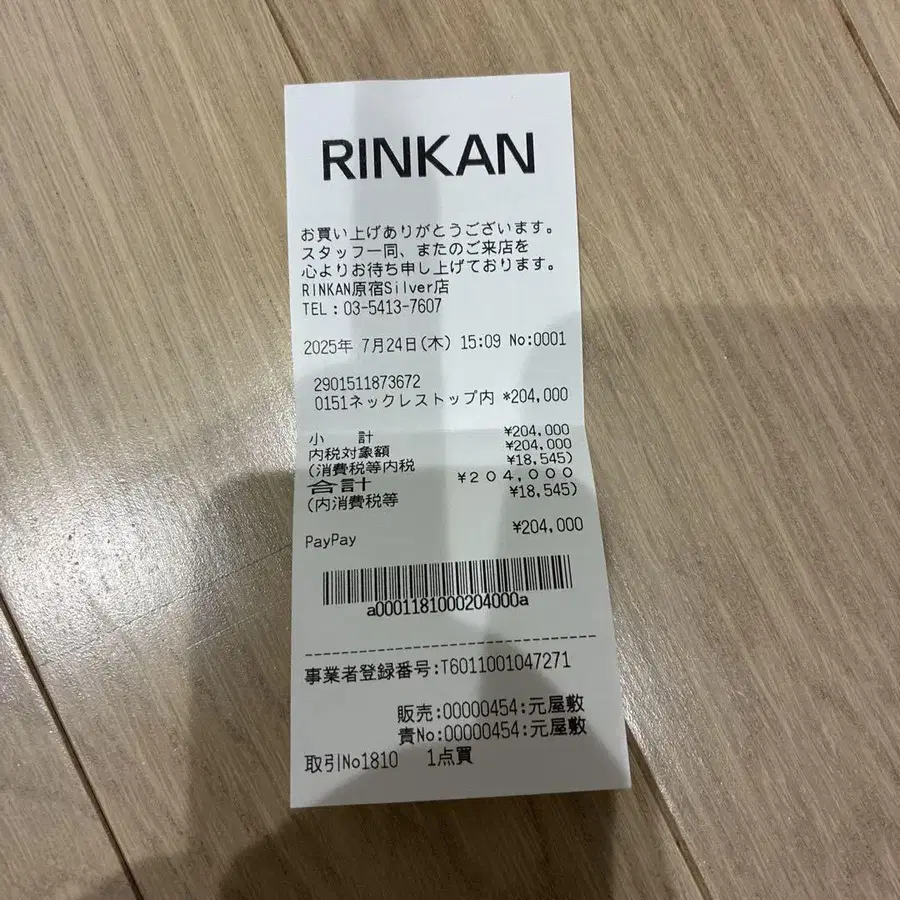 RINKAN
お買い上げありがとうございます。
スタッフ一同、またのご来店を
心よりお待ち申し上げております。
RINKAN原宿Silver店
TEL：03-5413-7607
2025年 7月24日(木) 15:09 No:0001
2901511873672
0151ネックレストップ内 *204,000
小　計 ¥204,000
内税対象額 ¥204,000
(消費税等内税 ¥18,545)
合計 ¥204,000
(内消費税等 ¥18,545)
PayPay ¥204,000
a0001181000204000a
事業者登録番号:T6011001047271
販売:00000454:元屋敷
責No:00000454:元屋敷
取引No1810 1点買